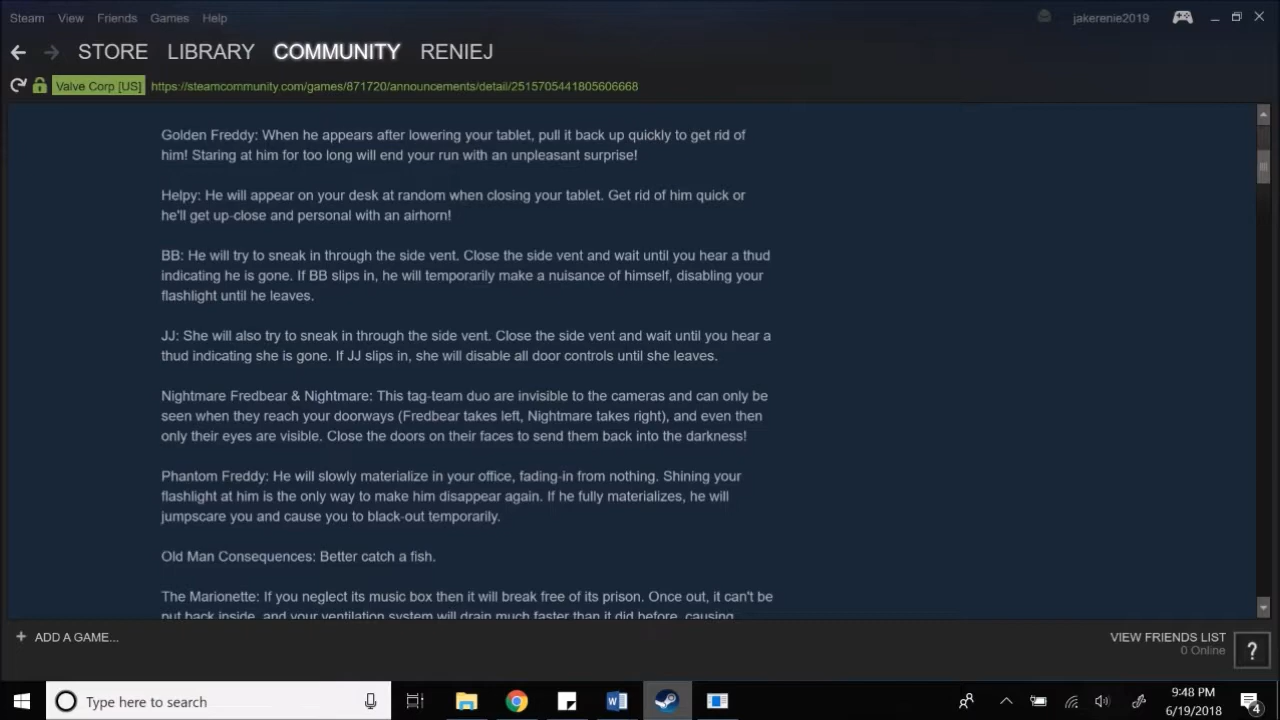 Steam View Friends Games Help jakerenie2019
STORE LIBRARY COMMUNITY RENIEJ
Valve Corp [US] https://steamcommunity.com/games/871720/announcements/detail/2515705441805606668
Golden Freddy: When he appears after lowering your tablet, pull it back up quickly to get rid of
him! Staring at him for too long will end your run with an unpleasant surprise!
Helpy: He will appear on your desk at random when closing your tablet. Get rid of him quick or
he'll get up-close and personal with an airhorn!
BB: He will try to sneak in through the side vent. Close the side vent and wait until you hear a thud
indicating he is gone. If BB slips in, he will temporarily make a nuisance of himself, disabling your
flashlight until he leaves.
JJ: She will also try to sneak in through the side vent. Close the side vent and wait until you hear a
thud indicating she is gone. If JJ slips in, she will disable all door controls until she leaves.
Nightmare Fredbear & Nightmare: This tag-team duo are invisible to the cameras and can only be
seen when they reach your doorways (Fredbear takes left, Nightmare takes right), and even then
only their eyes are visible. Close the doors on their faces to send them back into the darkness!
Phantom Freddy: He will slowly materialize in your office, fading-in from nothing. Shining your
flashlight at him is the only way to make him disappear again. If he fully materializes, he will
jumpscare you and cause you to black-out temporarily.
Old Man Consequences: Better catch a fish.
The Marionette: If you neglect its music box then it will break free of its prison. Once out, it can't be
put back inside, and your ventilation system will drain much faster than it did before, causing
+ ADD A GAME...
VIEW FRIENDS LIST
0 Online
?
Type here to search
9:48 PM
6/19/2018
4